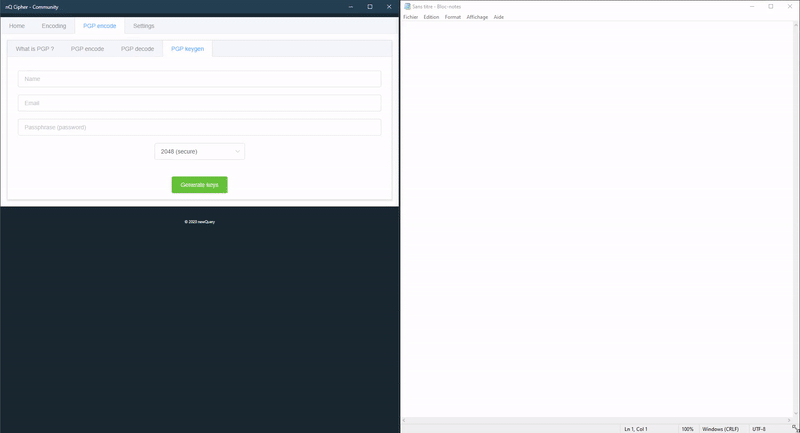 nQ Cipher - Community
Home Encoding PGP encode Settings
What is PGP ? PGP encode PGP decode PGP keygen
Name
Email
Passphrase (password)
2048 (secure)
Generate keys
© 2020 newQuery
Sans titre - Bloc-notes
Fichier Edition Format Affichage Aide
Ln 1, Col 1 100% Windows (CRLF) UTF-8